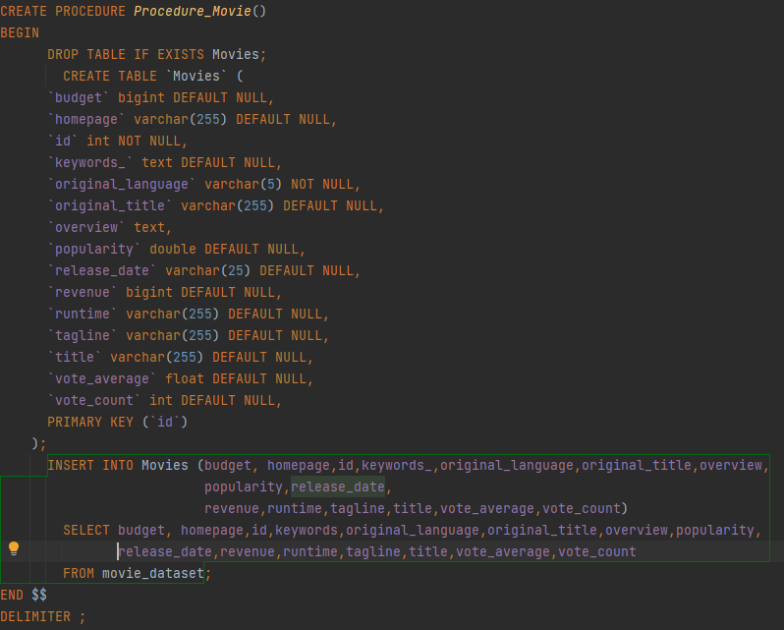 CREATE PROCEDURE Procedure_Movie()
BEGIN
DROP TABLE IF EXISTS Movies;
CREATE TABLE `Movies` (
`budget` bigint DEFAULT NULL,
`homepage` varchar(255) DEFAULT NULL,
`id` int NOT NULL,
`keywords_` text DEFAULT NULL,
`original_language` varchar(5) NOT NULL,
`original_title` varchar(255) DEFAULT NULL,
`overview` text,
`popularity` double DEFAULT NULL,
`release_date` varchar(25) DEFAULT NULL,
`revenue` bigint DEFAULT NULL,
`runtime` varchar(255) DEFAULT NULL,
`tagline` varchar(255) DEFAULT NULL,
`title` varchar(255) DEFAULT NULL,
`vote_average` float DEFAULT NULL,
`vote_count` int DEFAULT NULL,
PRIMARY KEY (`id`)
);
INSERT INTO Movies (budget, homepage,id,keywords_,original_language,original_title,overview,
popularity,release_date,
revenue,runtime,tagline,title,vote_average,vote_count)
SELECT budget, homepage,id,keywords,original_language,original_title,overview,popularity,
release_date,revenue,runtime,tagline,title,vote_average,vote_count
FROM movie_dataset;
END $$
DELIMITER ;